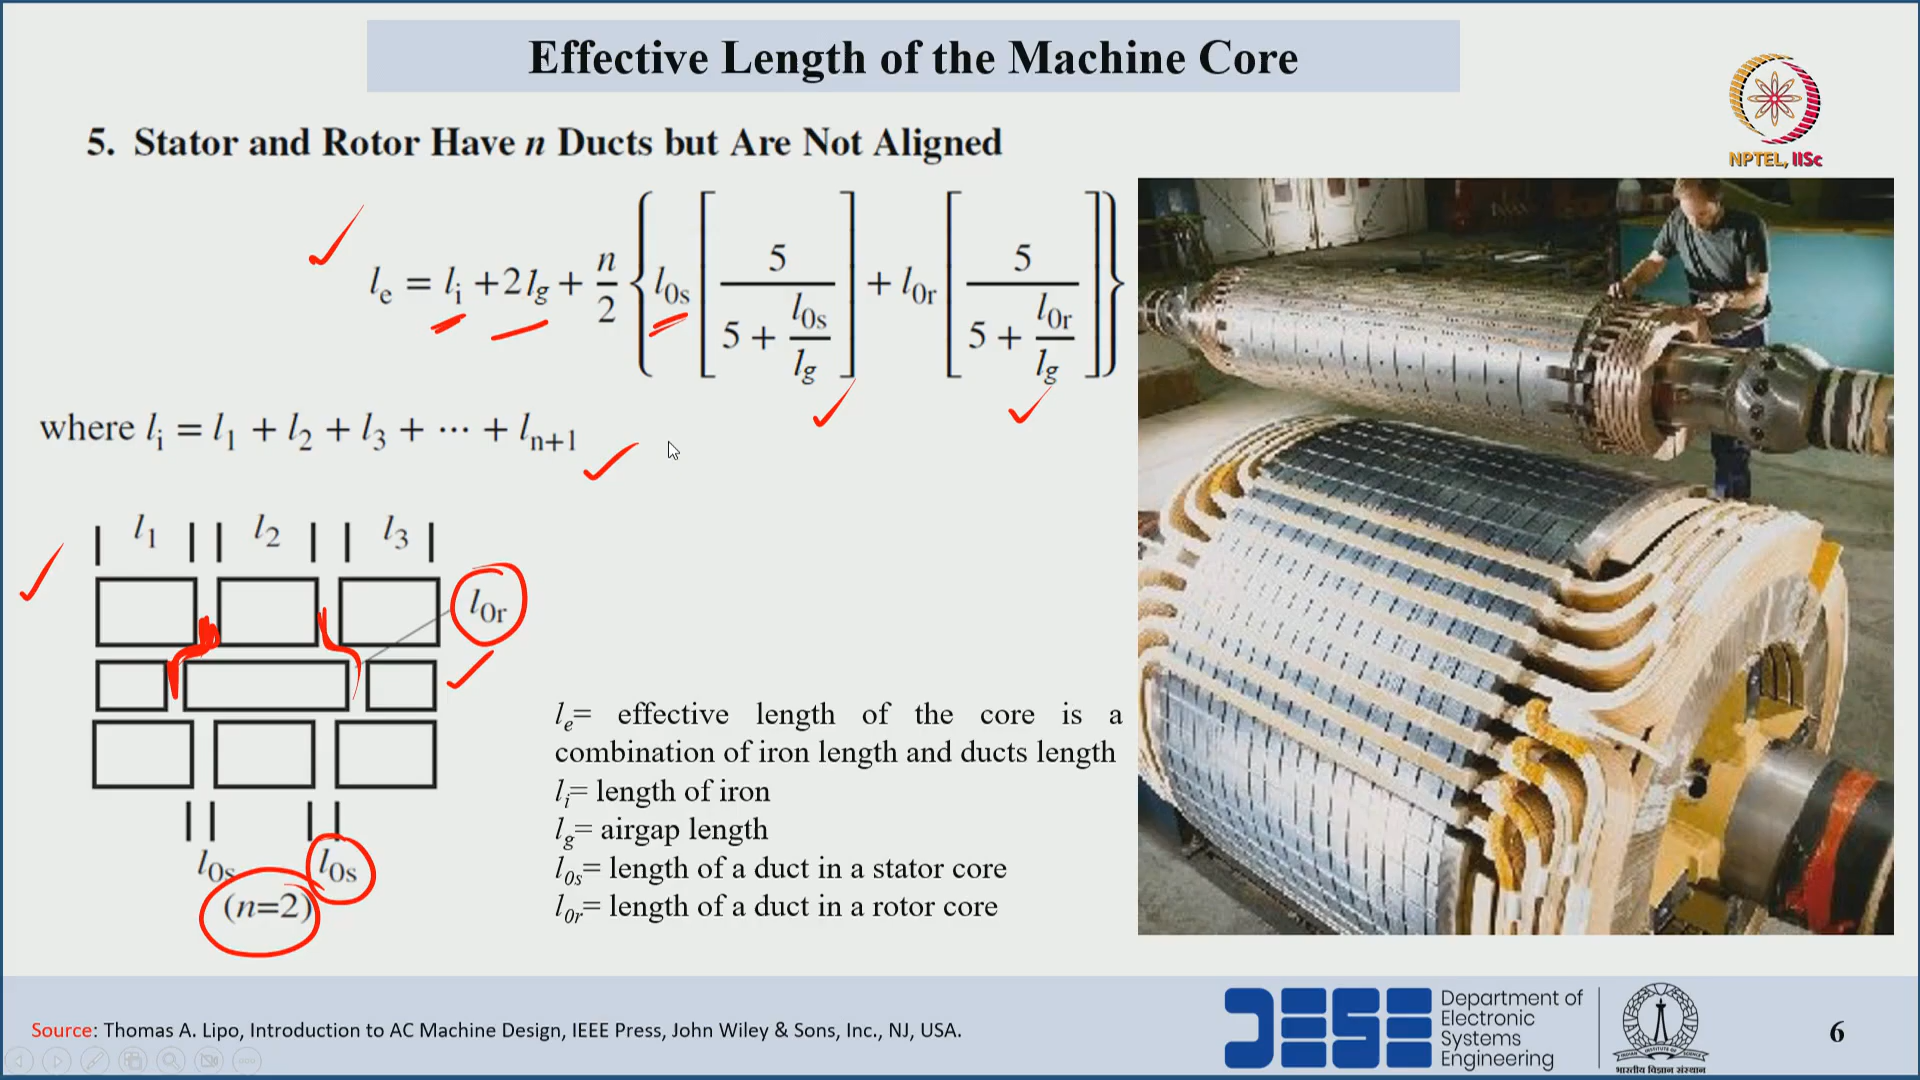 Effective Length of the Machine Core
NPTEL, IISc
5. Stator and Rotor Have n Ducts but Are Not Aligned
l_e = l_i + 2l_g + n/2 { l_0s [ 5 / (5 + l_0s/l_g) ] + l_0r [ 5 / (5 + l_0r/l_g) ] }
where l_i = l_1 + l_2 + l_3 + ··· + l_n+1
l_1 l_2 l_3
l_0r
l_0s l_0s
(n=2)
l_e= effective length of the core is a
combination of iron length and ducts length
l_i= length of iron
l_g= airgap length
l_0s= length of a duct in a stator core
l_0r= length of a duct in a rotor core
Source: Thomas A. Lipo, Introduction to AC Machine Design, IEEE Press, John Wiley & Sons, Inc., NJ, USA.
DESE
Department of
Electronic
Systems
Engineering
भारतीय विज्ञान संस्थान
6